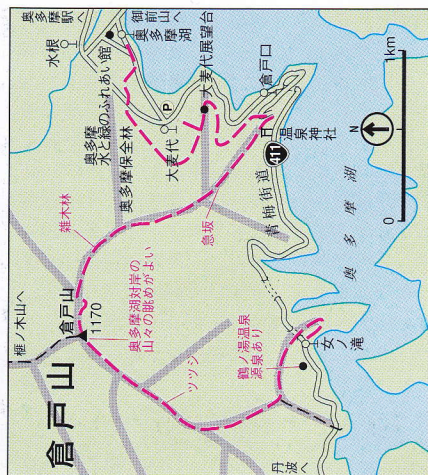 倉戸山
榧ノ木山へ
倉戸山
1170
奥多摩湖対岸の
山々の眺めがよい
雑木林
ツツジ
急坂
奥多摩
水と緑のふれあい館
奥多摩保全林
水根
奥多摩
駅へ
御前山へ
奥多摩
湖
P
大麦代
大麦代展望台
倉戸口
温泉神社
411
青梅街道
奥多摩湖
鶴ノ湯温泉
源泉あり
女ノ滝
丹波へ
N
0
1km